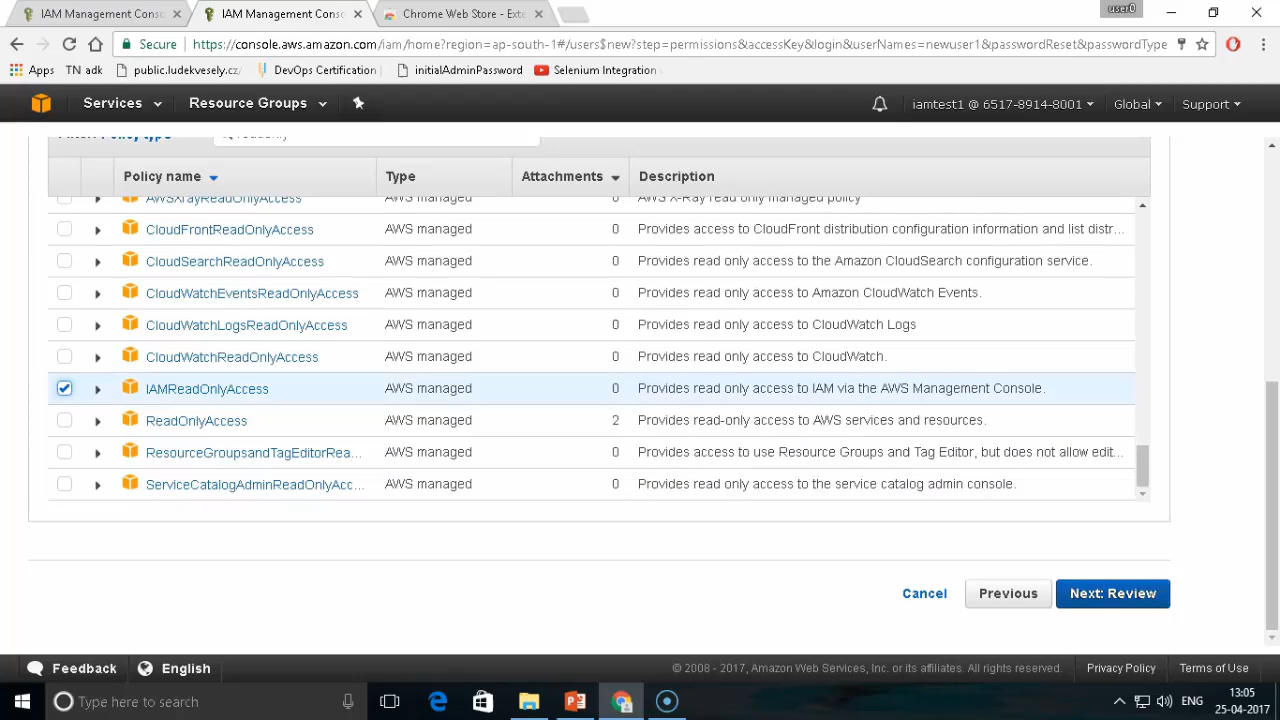 IAM Management Cons
IAM Management Cons
Chrome Web Store - Exte
user0
Secure
https://console.aws.amazon.com/iam/home?region=ap-south-1#/users$new?step=permissions&accessKey&login&userNames=newuser1&passwordReset&passwordType
Apps
TN adk
public.ludekvesely.cz/
DevOps Certification
initialAdminPassword
Selenium Integration
Services
Resource Groups
iamtest1 @ 6517-8914-8001
Global
Support
Policy name
Type
Attachments
Description
AWSXrayReadOnlyAccess AWS managed 0 AWS X-Ray read only managed policy
CloudFrontReadOnlyAccess AWS managed 0 Provides access to CloudFront distribution configuration information and list distr...
CloudSearchReadOnlyAccess AWS managed 0 Provides read only access to the Amazon CloudSearch configuration service.
CloudWatchEventsReadOnlyAccess AWS managed 0 Provides read only access to Amazon CloudWatch Events.
CloudWatchLogsReadOnlyAccess AWS managed 0 Provides read only access to CloudWatch Logs
CloudWatchReadOnlyAccess AWS managed 0 Provides read only access to CloudWatch.
IAMReadOnlyAccess AWS managed 0 Provides read only access to IAM via the AWS Management Console.
ReadOnlyAccess AWS managed 2 Provides read-only access to AWS services and resources.
ResourceGroupsandTagEditorRea... AWS managed 0 Provides access to use Resource Groups and Tag Editor, but does not allow edit...
ServiceCatalogAdminReadOnlyAcc... AWS managed 0 Provides read only access to the service catalog admin console.
Cancel
Previous
Next: Review
Feedback
English
© 2008 - 2017, Amazon Web Services, Inc. or its affiliates. All rights reserved.
Privacy Policy
Terms of Use
Type here to search
ENG
13:05
25-04-2017